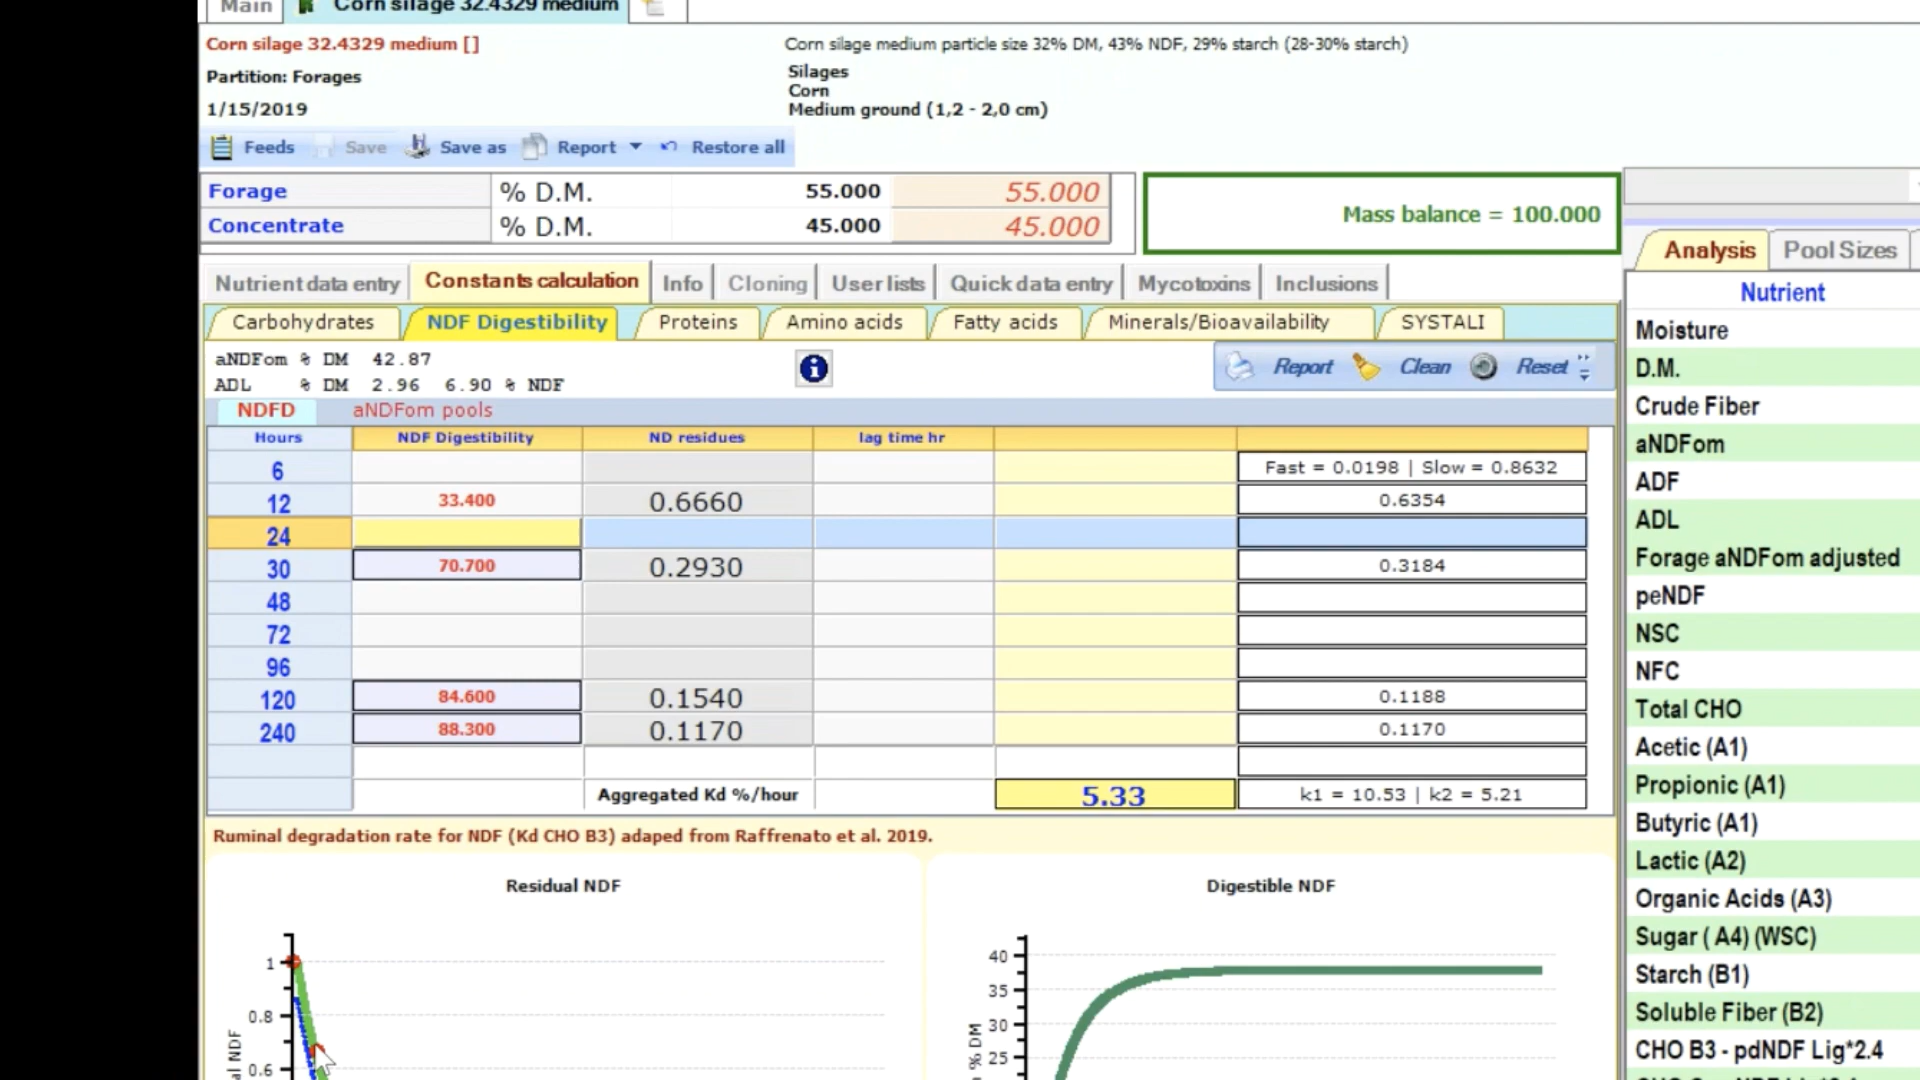 Main Corn silage 32.4329 medium
Corn silage 32.4329 medium []
Corn silage medium particle size 32% DM, 43% NDF, 29% starch (28-30% starch)
Partition: Forages
Silages
Corn
1/15/2019
Medium ground (1,2 - 2,0 cm)
Feeds Save Save as Report Restore all
Forage % D.M. 55.000 55.000
Concentrate % D.M. 45.000 45.000
Mass balance = 100.000
Nutrient data entry Constants calculation Info Cloning User lists Quick data entry Mycotoxins Inclusions
Carbohydrates NDF Digestibility Proteins Amino acids Fatty acids Minerals/Bioavailability SYSTALI
aNDFom % DM 42.87
ADL % DM 2.96 6.90 % NDF
i
Report Clean Reset
NDFD aNDFom pools
Hours NDF Digestibility ND residues lag time hr
6 Fast = 0.0198 | Slow = 0.8632
12 33.400 0.6660 0.6354
24
30 70.700 0.2930 0.3184
48
72
96
120 84.600 0.1540 0.1188
240 88.300 0.1170 0.1170
Aggregated Kd %/hour 5.33 k1 = 10.53 | k2 = 5.21
Ruminal degradation rate for NDF (Kd CHO B3) adaped from Raffrenato et al. 2019.
Residual NDF
1
0.8
0.6
al NDF
Digestible NDF
40
35
30
25
% DM
Analysis Pool Sizes
Nutrient
Moisture
D.M.
Crude Fiber
aNDFom
ADF
ADL
Forage aNDFom adjusted
peNDF
NSC
NFC
Total CHO
Acetic (A1)
Propionic (A1)
Butyric (A1)
Lactic (A2)
Organic Acids (A3)
Sugar ( A4) (WSC)
Starch (B1)
Soluble Fiber (B2)
CHO B3 - pdNDF Lig*2.4